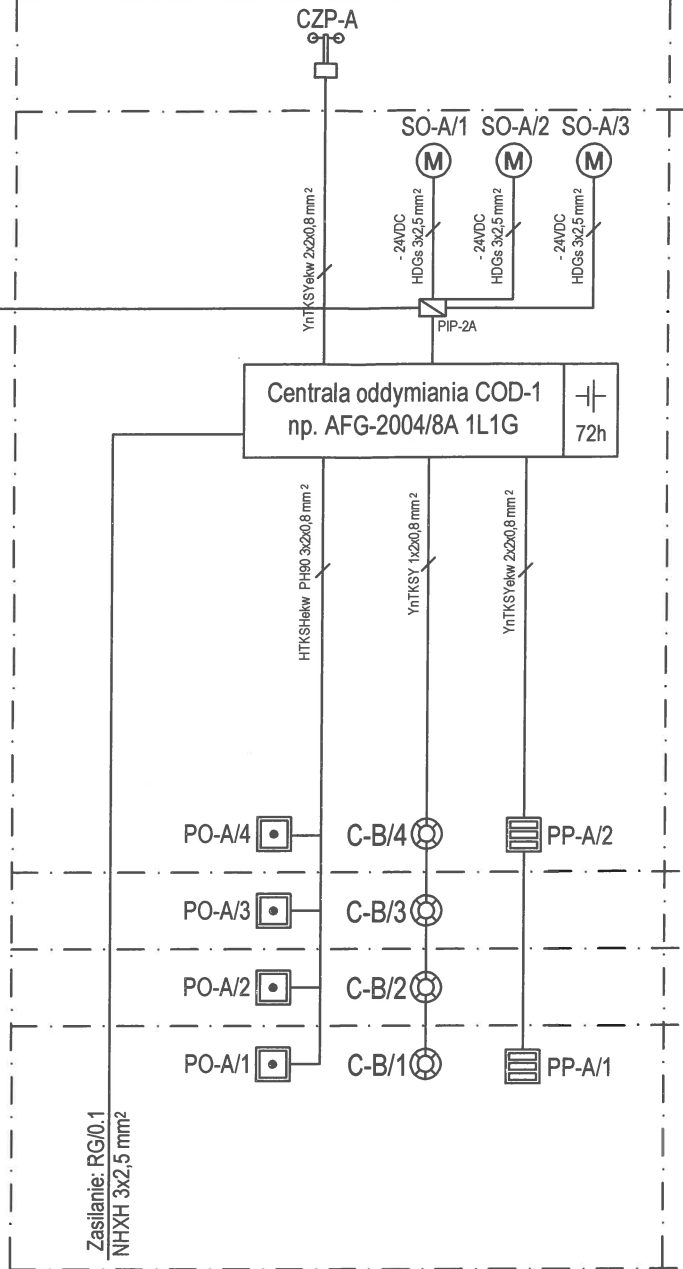 CZP-A
SO-A/1 SO-A/2 SO-A/3
M M M
YnTKSYekw 2x2x0,8 mm²
- 24VDC
HDGs 3x2,5 mm²
- 24VDC
HDGs 3x2,5 mm²
- 24VDC
HDGs 3x2,5 mm²
PIP-2A
Centrala oddymiania COD-1
np. AFG-2004/8A 1L1G
72h
HTKSHekw PH90 3x2x0,8 mm²
YnTKSY 1x2x0,8 mm²
YnTKSYekw 2x2x0,8 mm²
PO-A/4 C-B/4 PP-A/2
PO-A/3 C-B/3
PO-A/2 C-B/2
PO-A/1 C-B/1 PP-A/1
Zasilanie: RG/0.1
NHXH 3x2,5 mm²